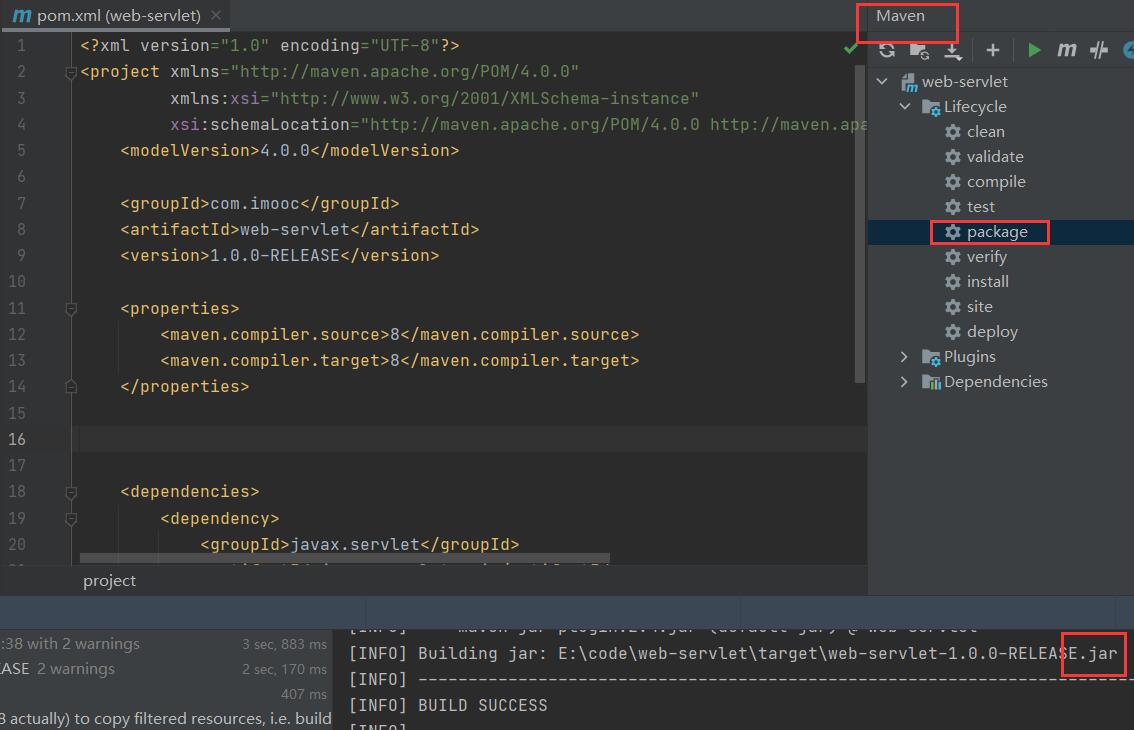 pom.xml (web-servlet)
Maven
1 <?xml version="1.0" encoding="UTF-8"?>
2 <project xmlns="http://maven.apache.org/POM/4.0.0"
3 xmlns:xsi="http://www.w3.org/2001/XMLSchema-instance"
4 xsi:schemaLocation="http://maven.apache.org/POM/4.0.0 http://maven.apa
5 <modelVersion>4.0.0</modelVersion>
6
7 <groupId>com.imooc</groupId>
8 <artifactId>web-servlet</artifactId>
9 <version>1.0.0-RELEASE</version>
10
11 <properties>
12 <maven.compiler.source>8</maven.compiler.source>
13 <maven.compiler.target>8</maven.compiler.target>
14 </properties>
15
16
17
18 <dependencies>
19 <dependency>
20 <groupId>javax.servlet</groupId>
project
web-servlet
Lifecycle
clean
validate
compile
test
package
verify
install
site
deploy
Plugins
Dependencies
:38 with 2 warnings 3 sec, 883 ms
EASE 2 warnings 2 sec, 170 ms
407 ms
8 actually) to copy filtered resources, i.e. build
[INFO] Building jar: E:\code\web-servlet\target\web-servlet-1.0.0-RELEASE.jar
[INFO] ------------------------------------------------------------------------
[INFO] BUILD SUCCESS